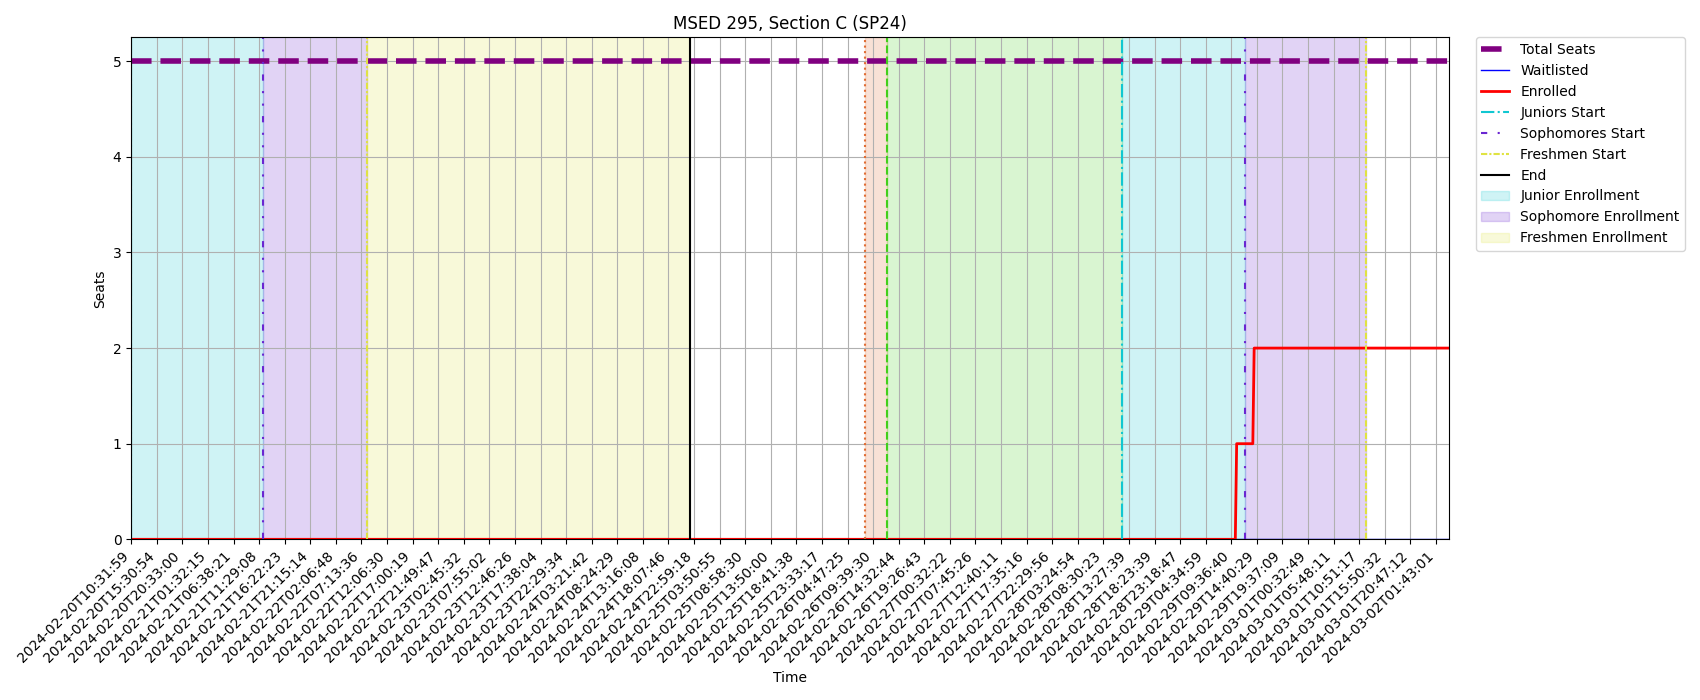 MSED 295, Section C (SP24)
Total Seats
Waitlisted
Enrolled
Juniors Start
Sophomores Start
Freshmen Start
End
Junior Enrollment
Sophomore Enrollment
Freshmen Enrollment
Seats
5
4
3
2
1
0
2024-02-20T10:31:59
2024-02-20T15:30:54
2024-02-20T20:33:00
2024-02-21T01:32:15
2024-02-21T06:38:21
2024-02-21T11:29:08
2024-02-21T16:22:23
2024-02-21T21:15:14
2024-02-22T02:06:48
2024-02-22T07:13:36
2024-02-22T12:06:30
2024-02-22T17:00:19
2024-02-22T21:49:47
2024-02-23T02:45:32
2024-02-23T07:55:02
2024-02-23T12:46:26
2024-02-23T17:38:04
2024-02-23T22:29:34
2024-02-24T03:21:42
2024-02-24T08:24:29
2024-02-24T13:16:08
2024-02-24T18:07:46
2024-02-24T22:59:18
2024-02-25T03:50:55
2024-02-25T08:58:30
2024-02-25T13:50:00
2024-02-25T18:41:38
2024-02-25T23:33:17
2024-02-26T04:47:25
2024-02-26T09:39:30
2024-02-26T14:32:44
2024-02-26T19:26:43
2024-02-27T00:32:22
2024-02-27T07:45:26
2024-02-27T12:40:11
2024-02-27T17:35:16
2024-02-27T22:29:56
2024-02-28T03:24:54
2024-02-28T08:30:23
2024-02-28T13:27:39
2024-02-28T18:23:39
2024-02-28T23:18:47
2024-02-29T04:34:59
2024-02-29T09:36:40
2024-02-29T14:40:29
2024-02-29T19:37:09
2024-03-01T00:32:49
2024-03-01T05:48:11
2024-03-01T10:51:17
2024-03-01T15:50:32
2024-03-01T20:47:12
2024-03-02T01:43:01
Time